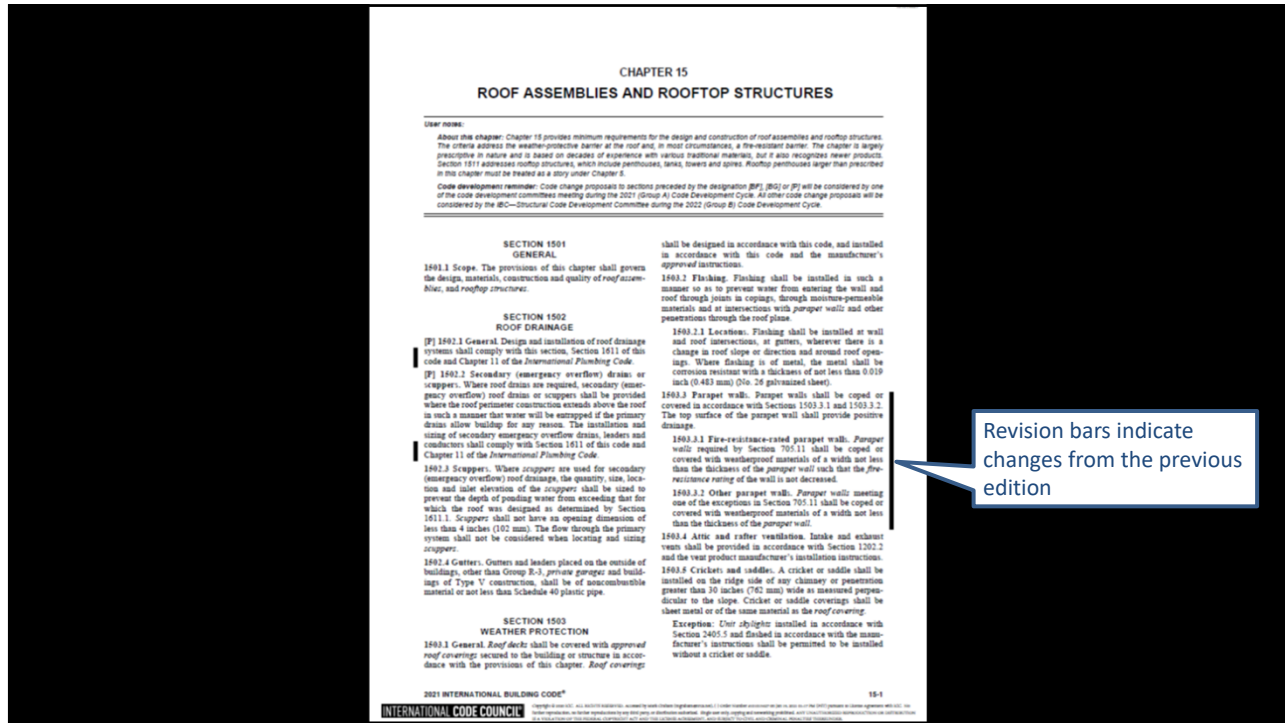 CHAPTER 15
ROOF ASSEMBLIES AND ROOFTOP STRUCTURES
User notes:
About this chapter: Chapter 15 provides minimum requirements for the design and construction of roof assemblies and rooftop structures.
The criteria address the weather-protective barrier at the roof and, in most circumstances, a fire-resistant barrier. The chapter is largely
prescriptive in nature and is based on decades of experience with various traditional materials, but it also recognizes newer products.
Section 1511 addresses rooftop structures, which include penthouses, tanks, towers and spires. Rooftop penthouses larger than prescribed
in this chapter must be treated as a story under Chapter 5.
Code development reminder: Code change proposals to sections preceded by the designation [BF], [BG] or [P] will be considered by one
of the code development committees meeting during the 2021 (Group A) Code Development Cycle. All other code change proposals will be
considered by the IBC—Structural Code Development Committee during the 2022 (Group B) Code Development Cycle.
SECTION 1501
GENERAL
1501.1 Scope. The provisions of this chapter shall govern
the design, materials, construction and quality of roof assem-
blies, and rooftop structures.
SECTION 1502
ROOF DRAINAGE
[P] 1502.1 General. Design and installation of roof drainage
systems shall comply with this section, Section 1611 of this
code and Chapter 11 of the International Plumbing Code.
[P] 1502.2 Secondary (emergency overflow) drains or
scuppers. Where roof drains are required, secondary (emer-
gency overflow) roof drains or scuppers shall be provided
where the roof perimeter construction extends above the roof
in such a manner that water will be entrapped if the primary
drains allow buildup for any reason. The installation and
sizing of secondary emergency overflow drains, leaders and
conductors shall comply with Section 1611 of this code and
Chapter 11 of the International Plumbing Code.
1502.3 Scuppers. Where scuppers are used for secondary
(emergency overflow) roof drainage, the quantity, size, loca-
tion and inlet elevation of the scuppers shall be sized to
prevent the depth of ponding water from exceeding that for
which the roof was designed as determined by Section
1611.1. Scuppers shall not have an opening dimension of
less than 4 inches (102 mm). The flow through the primary
system shall not be considered when locating and sizing
scuppers.
1502.4 Gutters. Gutters and leaders placed on the outside of
buildings, other than Group R-3, private garages and build-
ings of Type V construction, shall be of noncombustible
material or not less than Schedule 40 plastic pipe.
SECTION 1503
WEATHER PROTECTION
1503.1 General. Roof decks shall be covered with approved
roof coverings secured to the building or structure in accor-
dance with the provisions of this chapter. Roof coverings
shall be designed in accordance with this code, and installed
in accordance with this code and the manufacturer's
approved instructions.
1503.2 Flashing. Flashing shall be installed in such a
manner so as to prevent water from entering the wall and
roof through joints in copings, through moisture-permeable
materials and at intersections with parapet walls and other
penetrations through the roof plane.
1503.2.1 Locations. Flashing shall be installed at wall
and roof intersections, at gutters, wherever there is a
change in roof slope or direction and around roof open-
ings. Where flashing is of metal, the metal shall be
corrosion resistant with a thickness of not less than 0.019
inch (0.483 mm) (No. 26 galvanized sheet).
1503.3 Parapet walls. Parapet walls shall be coped or
covered in accordance with Sections 1503.3.1 and 1503.3.2.
The top surface of the parapet wall shall provide positive
drainage.
1503.3.1 Fire-resistance-rated parapet walls. Parapet
walls required by Section 705.11 shall be coped or
covered with weatherproof materials of a width not less
than the thickness of the parapet wall such that the fire-
resistance rating of the wall is not decreased.
1503.3.2 Other parapet walls. Parapet walls meeting
one of the exceptions in Section 705.11 shall be coped or
covered with weatherproof materials of a width not less
than the thickness of the parapet wall.
1503.4 Attic and rafter ventilation. Intake and exhaust
vents shall be provided in accordance with Section 1202.2
and the vent product manufacturer's installation instructions.
1503.5 Crickets and saddles. A cricket or saddle shall be
installed on the ridge side of any chimney or penetration
greater than 30 inches (762 mm) wide as measured perpen-
dicular to the slope. Cricket or saddle coverings shall be
sheet metal or of the same material as the roof covering.
Exception: Unit skylights installed in accordance with
Section 2405.5 and flashed in accordance with the manu-
facturer's instructions shall be permitted to be installed
without a cricket or saddle.
Revision bars indicate
changes from the previous
edition
2021 INTERNATIONAL BUILDING CODE®
15-1
INTERNATIONAL CODE COUNCIL